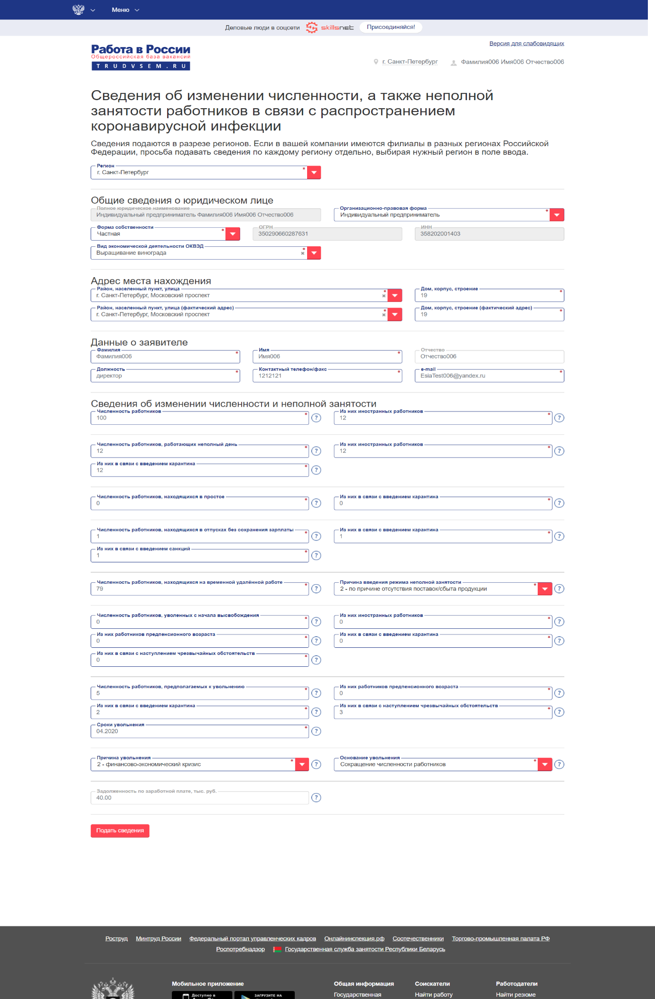 Меню
Деловые люди в соцсети skillsnet Присоединяйся!
Версия для слабовидящих
Работа в России
Общероссийская база вакансий
TRUDVSEM.RU
г. Санкт-Петербург Фамилия006 Имя006 Отчество006
Сведения об изменении численности, а также неполной
занятости работников в связи с распространением
коронавирусной инфекции
Сведения подаются в разрезе регионов. Если в вашей компании имеются филиалы в разных регионах Российской
Федерации, просьба подавать сведения по каждому региону отдельно, выбирая нужный регион в поле ввода.
Регион *
г. Санкт-Петербург
Общие сведения о юридическом лице
Полное юридическое наименование Организационно-правовая форма *
Индивидуальный предприниматель Фамилия006 Имя006 Отчество006 Индивидуальный предприниматель
Форма собственности * ОГРН ИНН
Частная 350290660287631 358202001403
Вид экономической деятельности ОКВЭД *
Выращивание винограда
Адрес места нахождения
Район, населенный пункт, улица * Дом, корпус, строение *
г. Санкт-Петербург, Московский проспект 19
Район, населенный пункт, улица (фактический адрес) * Дом, корпус, строение (фактический адрес) *
г. Санкт-Петербург, Московский проспект 19
Данные о заявителе
Фамилия * Имя * Отчество
Фамилия006 Имя006 Отчество006
Должность * Контактный телефон/факс * e-mail *
директор 1212121 EsiaTest006@yandex.ru
Сведения об изменении численности и неполной занятости
Численность работников * Из них иностранных работников *
100 ? 12 ?
Численность работников, работающих неполный день * Из них иностранных работников *
12 ? 12 ?
Из них в связи с введением карантина *
12 ?
Численность работников, находящихся в простое * Из них в связи с введением карантина *
0 ? 0 ?
Численность работников, находящихся в отпусках без сохранения зарплаты * Из них в связи с введением карантина *
1 ? 1 ?
Из них в связи с введением санкций *
1 ?
Численность работников, находящихся на временной удалённой работе * Причина введения режима неполной занятости *
79 ? 2 - по причине отсутствия поставок/сбыта продукции ?
Численность работников, уволенных с начала высвобождения * Из них иностранных работников *
0 ? 0 ?
Из них работников предпенсионного возраста * Из них в связи с введением карантина *
0 ? 0 ?
Из них в связи с наступлением чрезвычайных обстоятельств *
0 ?
Численность работников, предполагаемых к увольнению * Из них работников предпенсионного возраста *
5 ? 0 ?
Из них в связи с введением карантина * Из них в связи с наступлением чрезвычайных обстоятельств *
2 ? 3 ?
Сроки увольнения *
04.2020 ?
Причина увольнения * Основание увольнения *
2 - финансово-экономический кризис ? Сокращение численности работников ?
Задолженность по заработной плате, тыс. руб.
40.00 ?
Подать сведения
Роструд Минтруд России Федеральный портал управленческих кадров Онлайнинспекция.рф Соотечественники Торгово-промышленная палата РФ
Роспотребнадзор Государственная служба занятости Республики Беларусь
Мобильное приложение Общая информация Соискатели Работодатели
Доступно в ЗАГРУЗИТЕ НА Государственная Найти работу Найти резюме